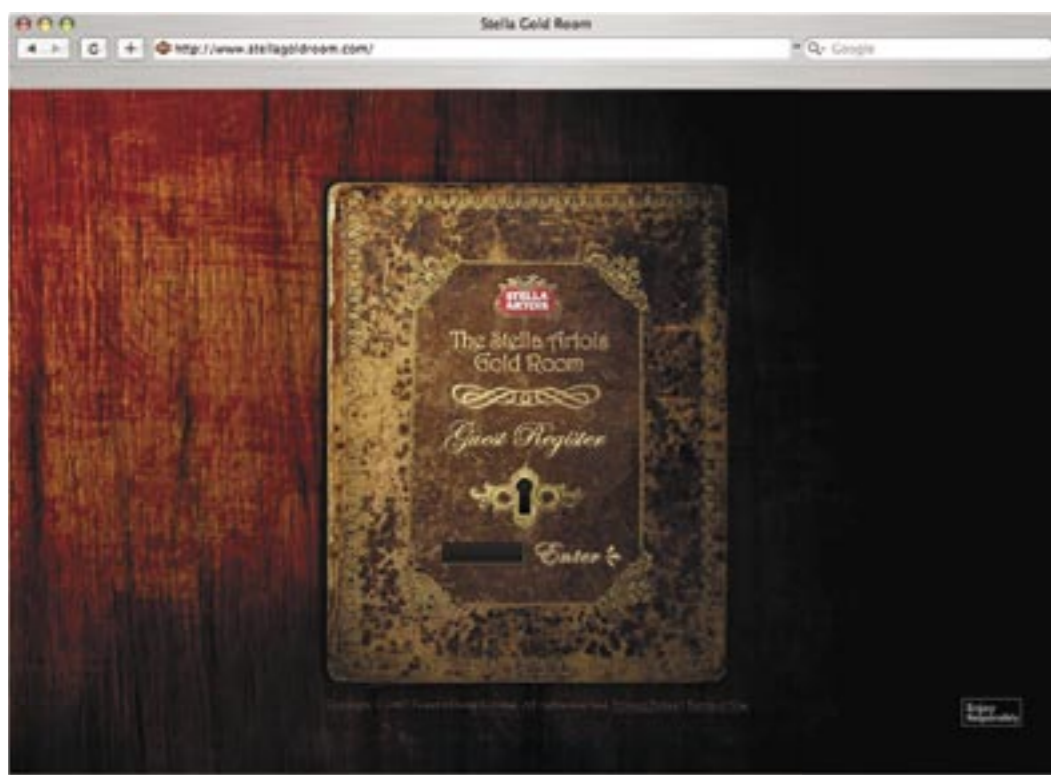 Stella Gold Room
http://www.stellagoldroom.com/
Google
STELLA
ARTOIS
The Stella Artois
Gold Room
Guest Register
Enter
Enjoy
Responsibly